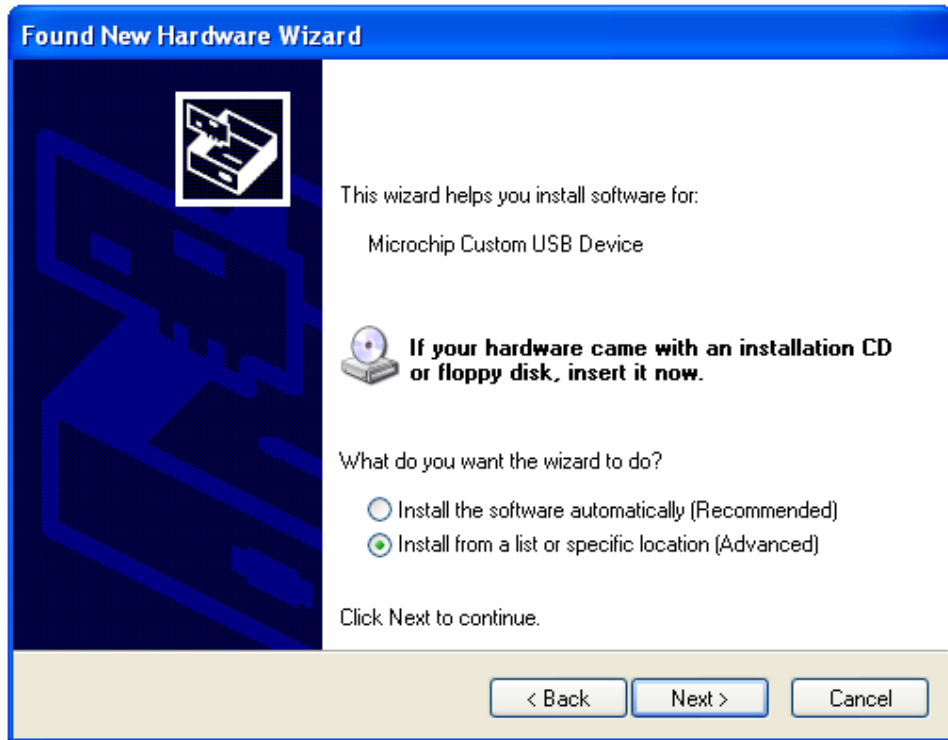 Found New Hardware Wizard
This wizard helps you install software for:
Microchip Custom USB Device
If your hardware came with an installation CD
or floppy disk, insert it now.
What do you want the wizard to do?
Install the software automatically (Recommended)
Install from a list or specific location (Advanced)
Click Next to continue.
< Back
Next >
Cancel